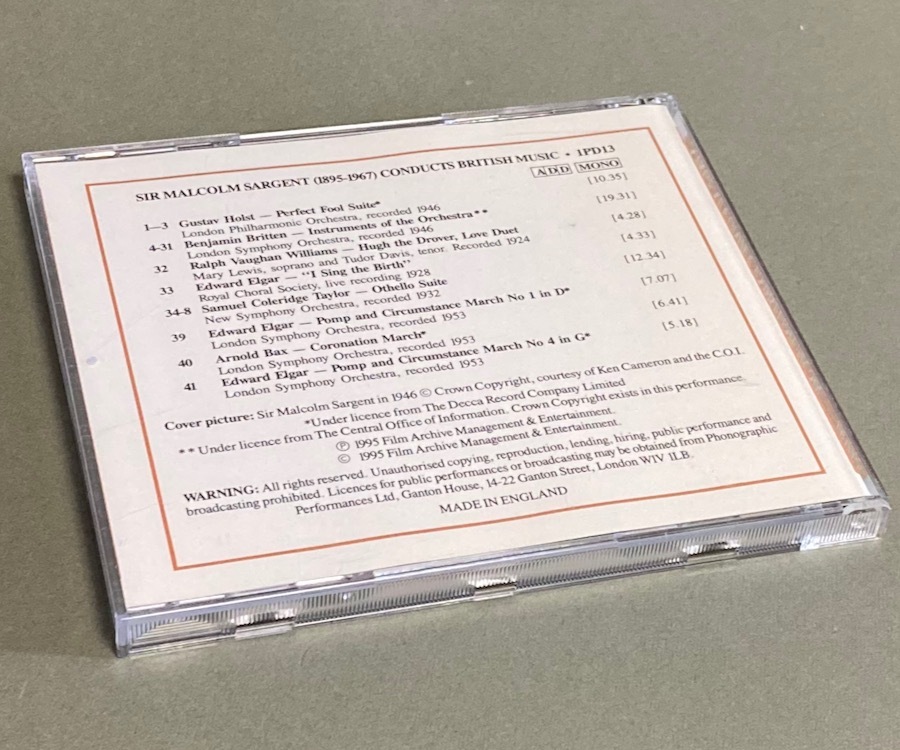 SIR MALCOLM SARGENT (1895-1967) CONDUCTS BRITISH MUSIC • 1PD13
ADD MONO
1—3 Gustav Holst — Perfect Fool Suite* [10.35]
London Philharmonic Orchestra, recorded 1946
4-31 Benjamin Britten — Instruments of the Orchestra** [19.31]
London Symphony Orchestra, recorded 1946
32 Ralph Vaughan Williams — Hugh the Drover, Love Duet [4.28]
Mary Lewis, soprano and Tudor Davis, tenor. Recorded 1924
33 Edward Elgar — "I Sing the Birth" [4.33]
Royal Choral Society, live recording 1928
34-8 Samuel Coleridge Taylor — Othello Suite [12.34]
New Symphony Orchestra, recorded 1932
39 Edward Elgar — Pomp and Circumstance March No 1 in D* [7.07]
London Symphony Orchestra, recorded 1953
40 Arnold Bax — Coronation March* [6.41]
London Symphony Orchestra, recorded 1953
41 Edward Elgar — Pomp and Circumstance March No 4 in G* [5.18]
London Symphony Orchestra, recorded 1953
Cover picture: Sir Malcolm Sargent in 1946 © Crown Copyright, courtesy of Ken Cameron and the C.O.I.
*Under licence from The Decca Record Company Limited
**Under licence from The Central Office of Information. Crown Copyright exists in this performance.
℗ 1995 Film Archive Management & Entertainment.
© 1995 Film Archive Management & Entertainment.
WARNING: All rights reserved. Unauthorised copying, reproduction, lending, hiring, public performance and
broadcasting prohibited. Licences for public performances or broadcasting may be obtained from Phonographic
Performances Ltd, Ganton House, 14-22 Ganton Street, London W1V 1LB.
MADE IN ENGLAND